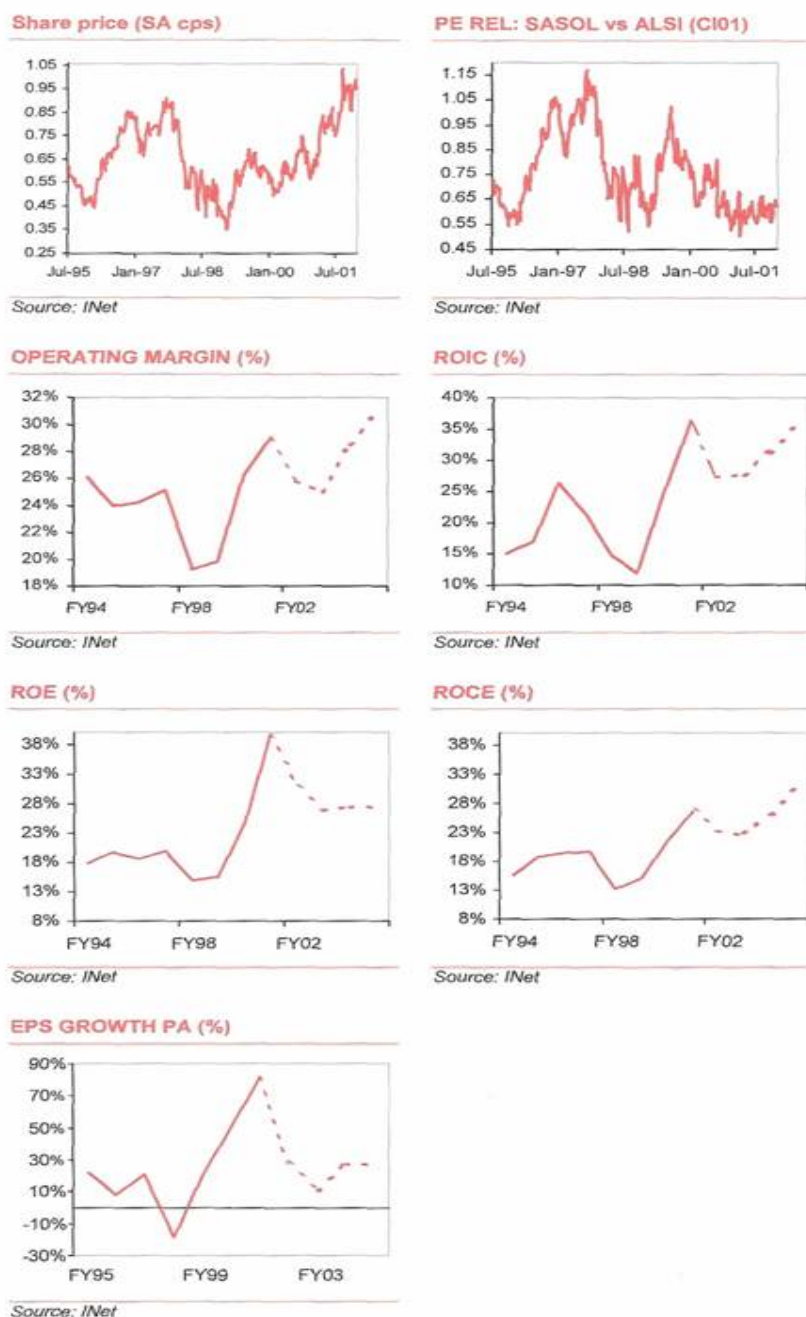 Share price (SA cps)
1.05
0.95
0.85
0.75
0.65
0.55
0.45
0.35
0.25
Jul-95 Jan-97 Jul-98 Jan-00 Jul-01
Source: INet
PE REL: SASOL vs ALSI (CI01)
1.15
1.05
0.95
0.85
0.75
0.65
0.55
0.45
Jul-95 Jan-97 Jul-98 Jan-00 Jul-01
Source: INet
OPERATING MARGIN (%)
32%
30%
28%
26%
24%
22%
20%
18%
FY94 FY98 FY02
Source: INet
ROIC (%)
40%
35%
30%
25%
20%
15%
10%
FY94 FY98 FY02
Source: INet
ROE (%)
38%
33%
28%
23%
18%
13%
8%
FY94 FY98 FY02
Source: INet
ROCE (%)
38%
33%
28%
23%
18%
13%
8%
FY94 FY98 FY02
Source: INet
EPS GROWTH PA (%)
90%
70%
50%
30%
10%
-10%
-30%
FY95 FY99 FY03
Source: INet